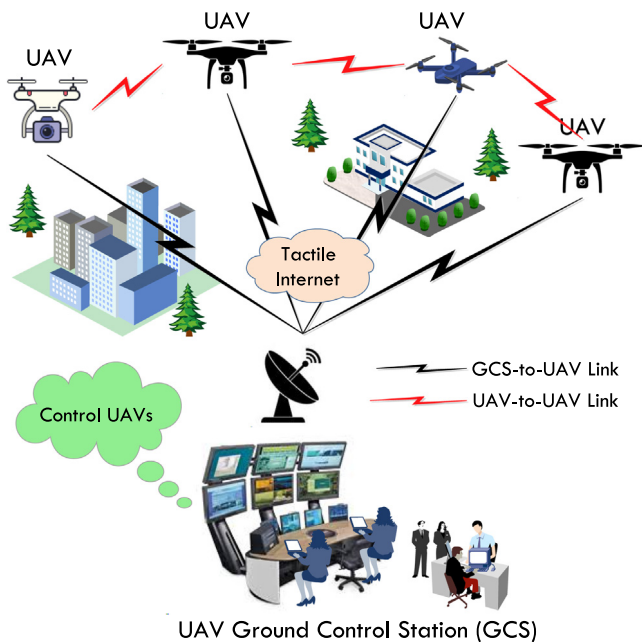 UAV
UAV
UAV
UAV
Tactile
Internet
GCS-to-UAV Link
UAV-to-UAV Link
Control UAVs
UAV Ground Control Station (GCS)